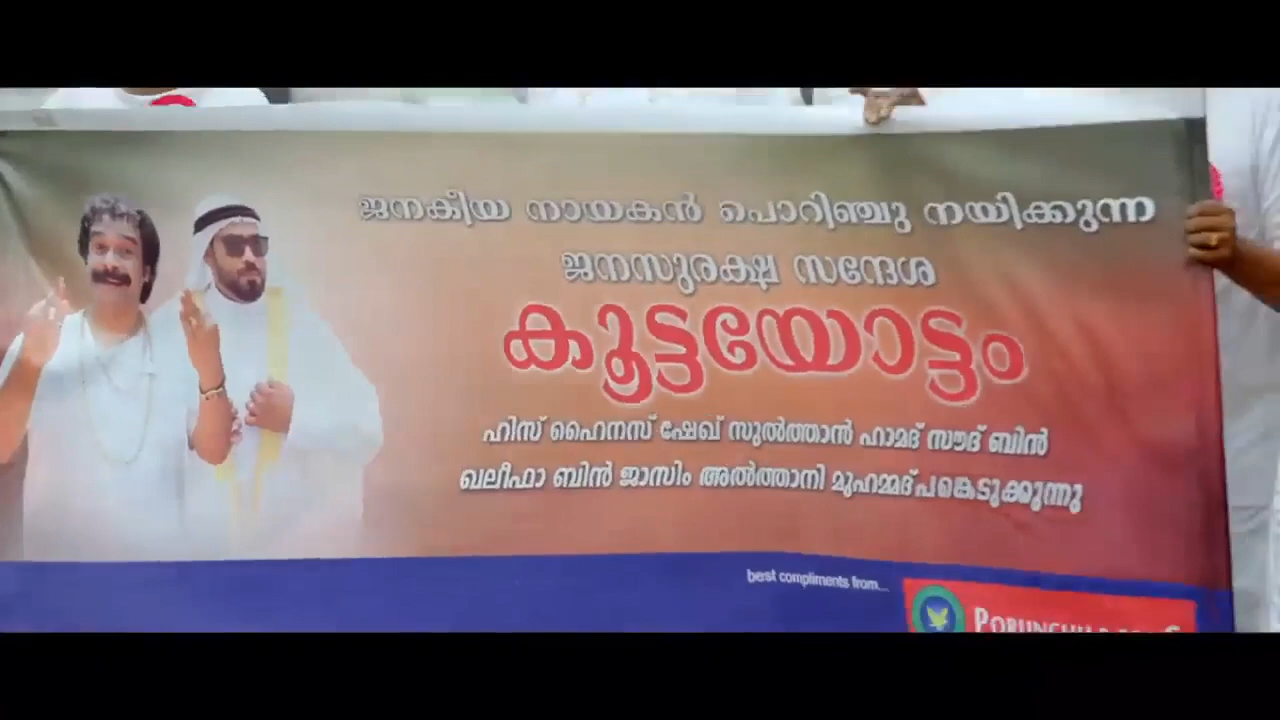 ജനകീയ നായകൻ പൊറിഞ്ചു നയിക്കുന്ന
ജനസുരക്ഷ സന്ദേശ
കൂട്ടയോട്ടം
ഹിസ് ഹൈനസ് ഷേഖ് സുൽത്താൻ ഹാമദ് സൗദ് ബിൻ
ഖലീഫാ ബിൻ ജാസിം അൽത്താനി മുഹമ്മദ് പങ്കെടുക്കുന്നു
best compliments from...